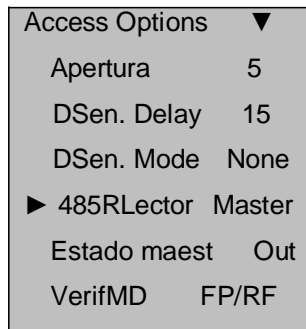 Access Options ▼
Apertura 5
DSen. Delay 15
DSen. Mode None
► 485RLector Master
Estado maest Out
VerifMD FP/RF